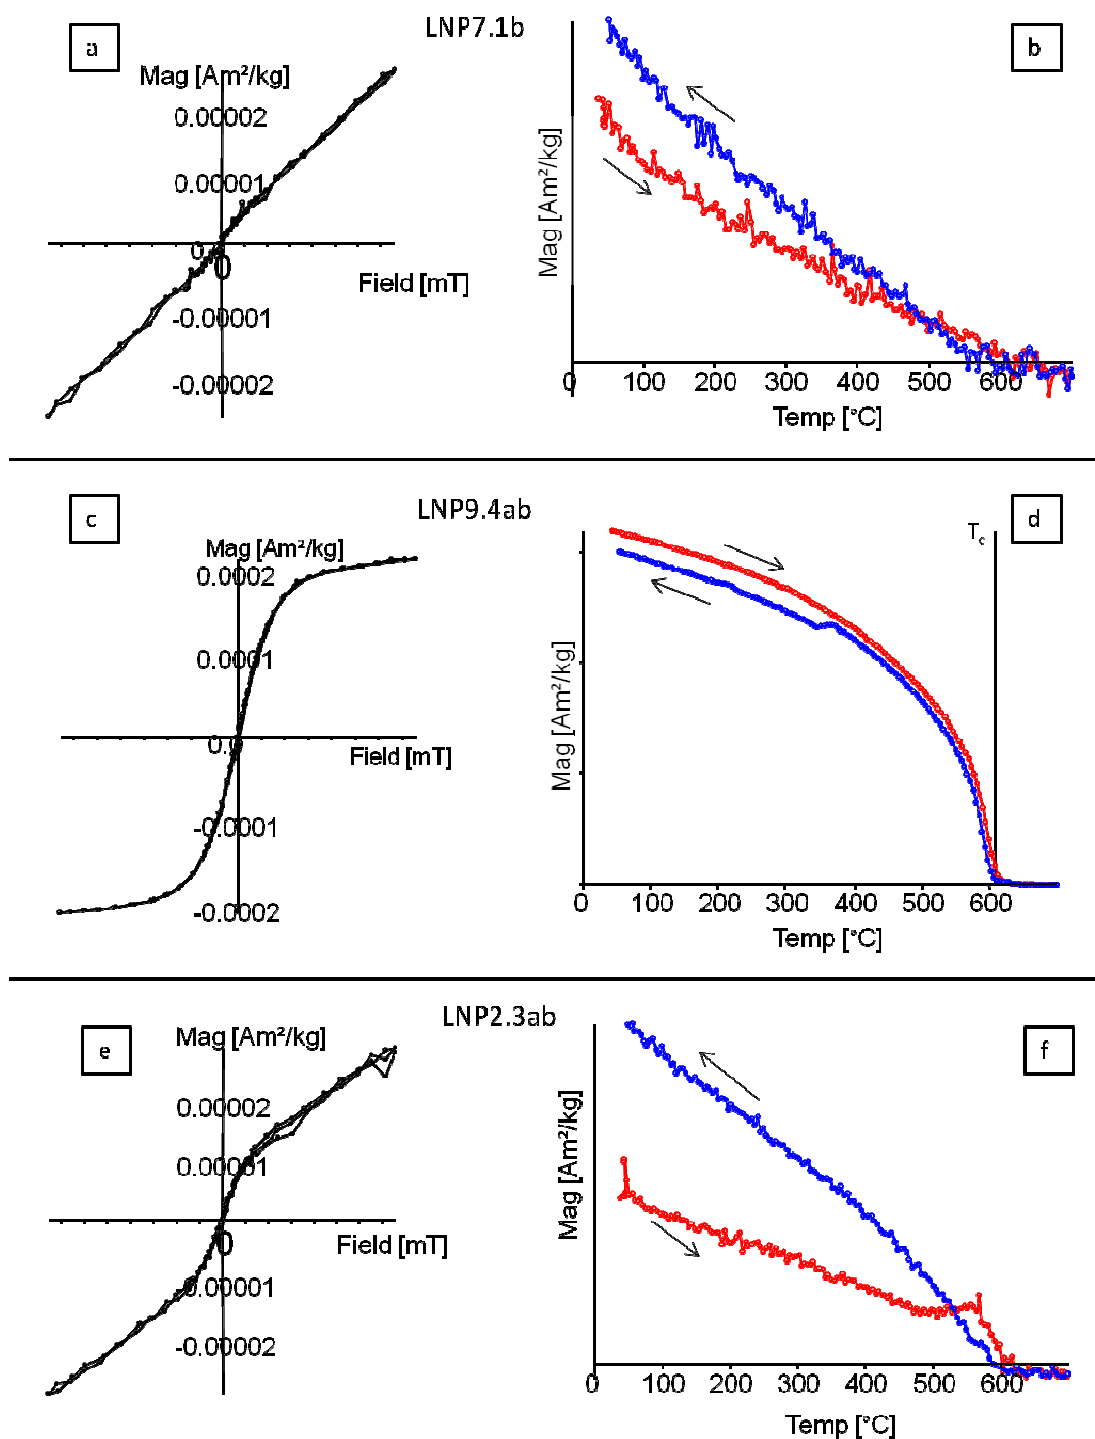 LNP7.1b
a
Mag [Am²/kg]
0.00002
0.00001
0.0
0
Field [mT]
-0.00001
-0.00002
b
Mag [Am²/kg]
0 100 200 300 400 500 600
Temp [°C]
LNP9.4ab
c
Mag [Am²/kg]
0.0002
0.0001
0.0
Field [mT]
-0.0001
-0.0002
d
T_c
Mag [Am²/kg]
0 100 200 300 400 500 600
Temp [°C]
LNP2.3ab
e
Mag [Am²/kg]
0.00002
0.00001
0
Field [mT]
-0.00001
-0.00002
f
Mag [Am²/kg]
0 100 200 300 400 500 600
Temp [°C]